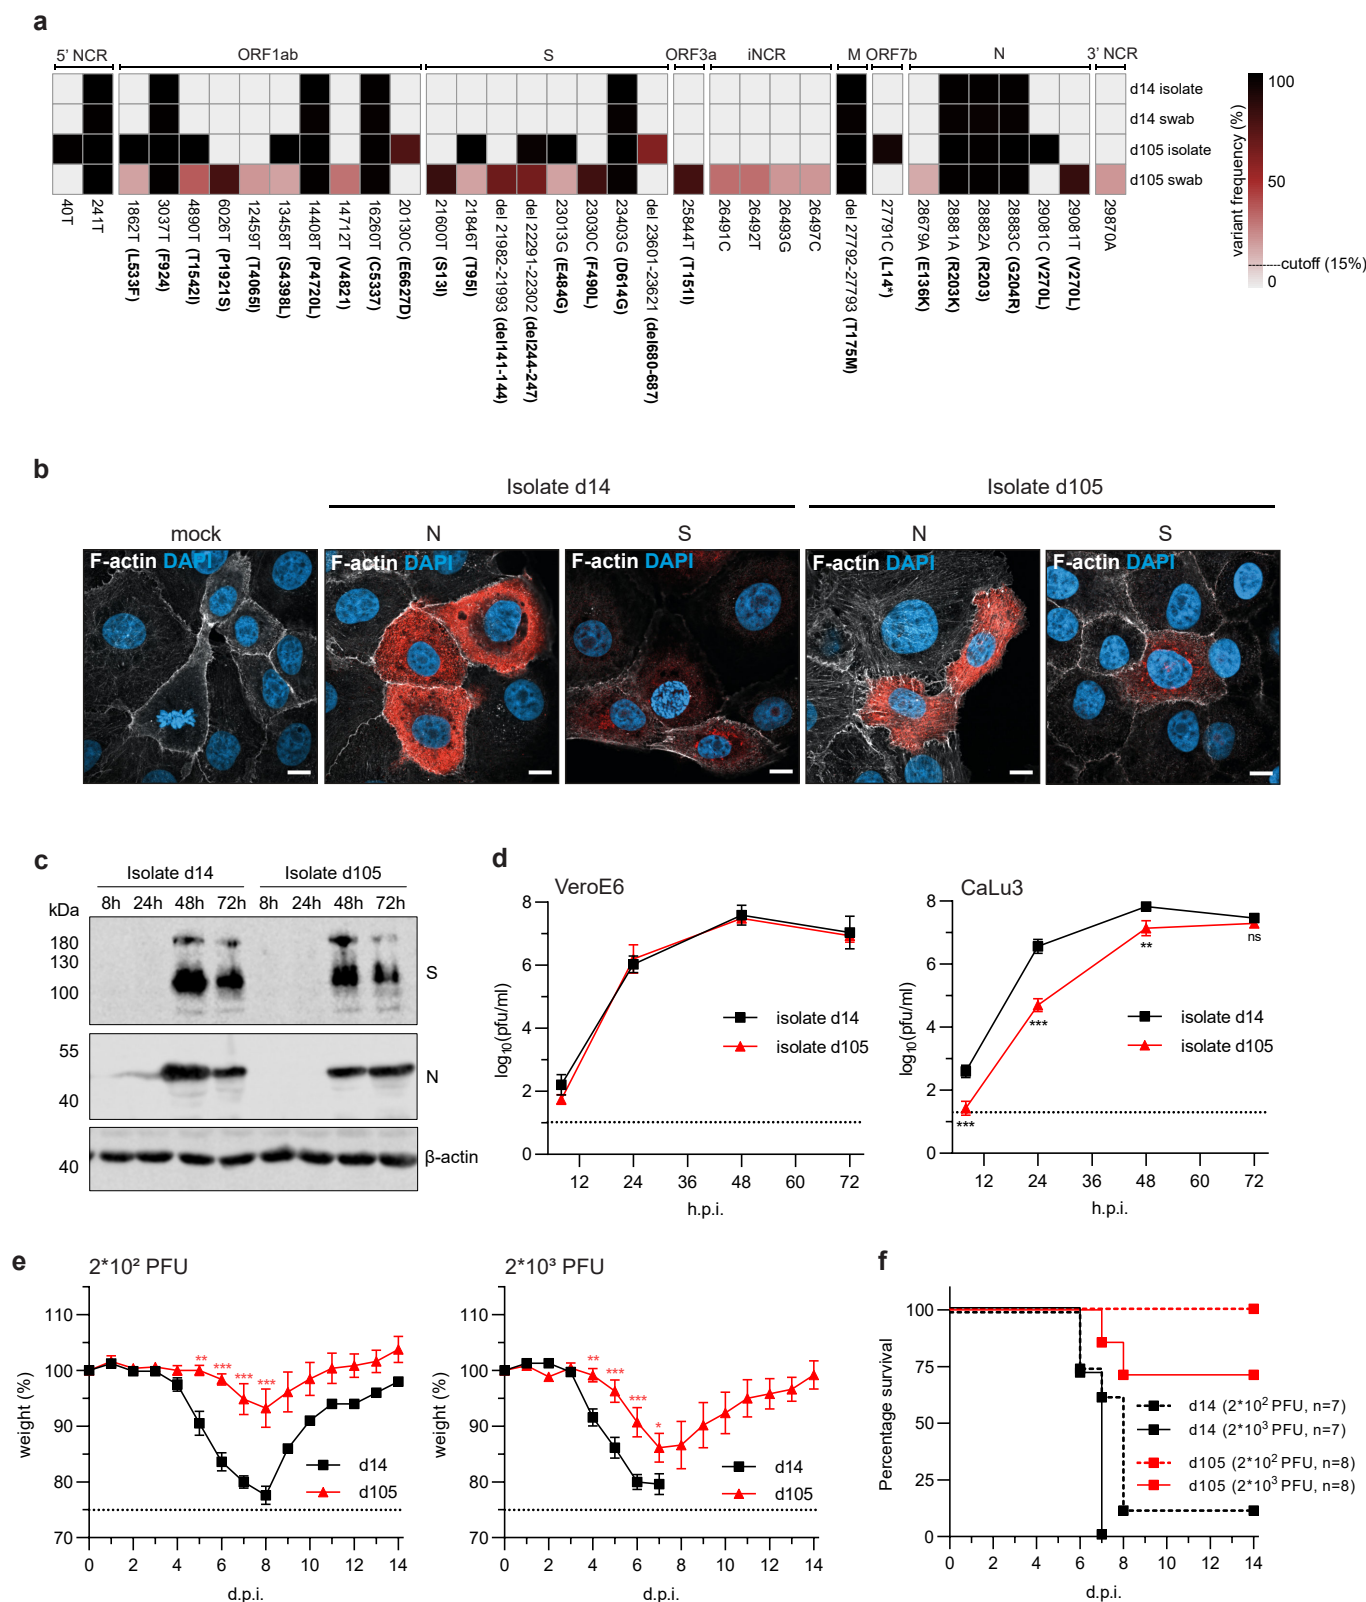 a
5' NCR ORF1ab S ORF3a iNCR M ORF7b N 3' NCR
d14 isolate
d14 swab
d105 isolate
d105 swab
100
50
cutoff (15%)
0
variant frequency (%)
40T
241T
1862T (L533F)
3037T (F924)
4890T (T1542I)
6026T (P1921S)
12459T (T4065I)
13458T (S4398L)
14408T (P4720L)
14712T (V4821)
16260T (C5337)
20130C (E6627D)
21600T (S13I)
21846T (T95I)
del 21982-21993 (del141-144)
del 22291-22302 (del244-247)
23013G (E484G)
23030C (F490L)
23403G (D614G)
del 23601-23621 (del680-687)
25844T (T151I)
26491C
26492T
26493G
26497C
del 27792-27793 (T175M)
27791C (L14*)
28679A (E136K)
28881A (R203K)
28882A (R203)
28883C (G204R)
29081C (V270L)
29081T (V270L)
29870A
b
Isolate d14 Isolate d105
mock N S N S
F-actin DAPI F-actin DAPI F-actin DAPI F-actin DAPI F-actin DAPI
c
Isolate d14 Isolate d105
kDa 8h 24h 48h 72h 8h 24h 48h 72h
180
130
100
S
55
40
N
40
β-actin
d
VeroE6
log₁₀(pfu/ml)
8
6
4
2
0
isolate d14
isolate d105
12 24 36 48 60 72
h.p.i.
CaLu3
log₁₀(pfu/ml)
8
6
4
2
0
***
***
**
ns
isolate d14
isolate d105
12 24 36 48 60 72
h.p.i.
e
2*10² PFU
weight (%)
110
100
90
80
70
** *** *** ***
d14
d105
0 2 4 6 8 10 12 14
d.p.i.
2*10³ PFU
weight (%)
110
100
90
80
70
** *** *** *
d14
d105
0 2 4 6 8 10 12 14
d.p.i.
f
Percentage survival
100
75
50
25
0
d14 (2*10² PFU, n=7)
d14 (2*10³ PFU, n=7)
d105 (2*10² PFU, n=8)
d105 (2*10³ PFU, n=8)
0 2 4 6 8 10 12 14
d.p.i.